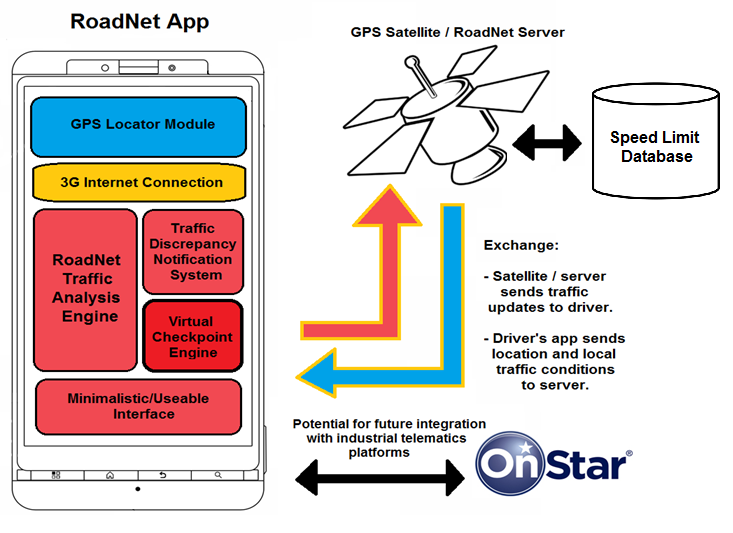 RoadNet App
GPS Locator Module
3G Internet Connection
RoadNet
Traffic
Analysis
Engine
Traffic
Discrepancy
Notification
System
Virtual
Checkpoint
Engine
Minimalistic/Useable
Interface
GPS Satellite / RoadNet Server
Speed Limit
Database
Exchange:
- Satellite / server
sends traffic
updates to driver.
- Driver's app sends
location and local
traffic conditions
to server.
Potential for future integration
with industrial telematics
platforms
OnStar®